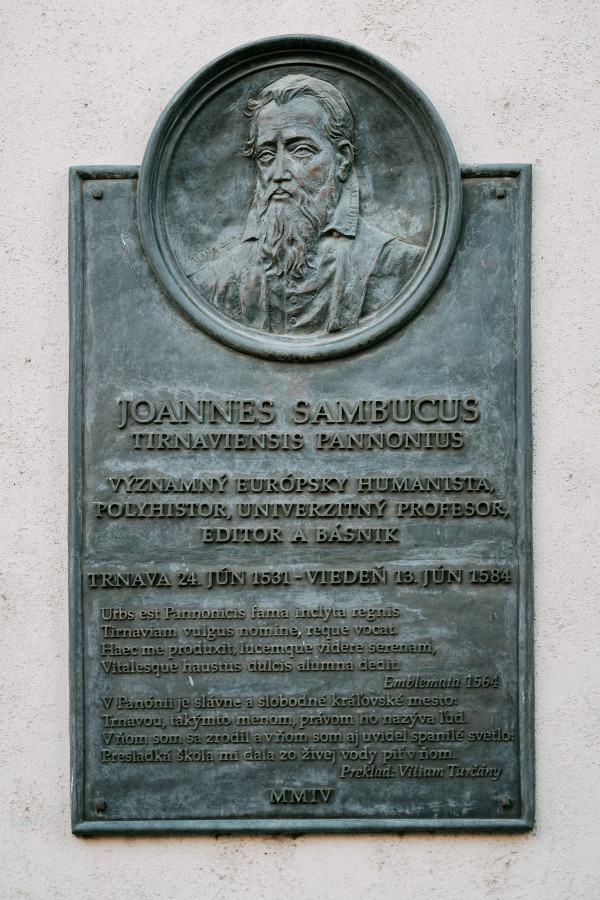 JOANNES SAMBUCUS
TIRNAVIENSIS PANNONIUS
VÝZNAMNÝ EURÓPSKY HUMANISTA,
POLYHISTOR, UNIVERZITNÝ PROFESOR,
EDITOR A BÁSNIK
TRNAVA 24. JÚN 1531 - VIEDEŇ 13. JÚN 1584
Urbs est Pannonicis fama inclyta regnis
Tirnaviam vulgus nomine, reque vocat.
Haec me produxit, lucemque videre serenam,
Vitalesque haustus dulcis alumna dedit.
Emblemata 1564
V Panónii je slávne a slobodné kráľovské mesto:
Trnavou, takýmto menom, právom ho nazýva ľud.
V ňom som sa zrodil a v ňom som aj uvidel spanilé svetlo:
Presladká škola mi dala zo živej vody piť v ňom.
Preklad: Viliam Turčány
MMIV